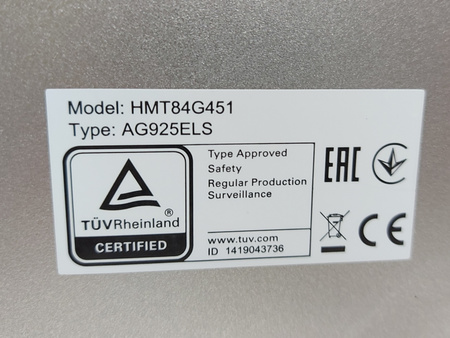 Model: HMT84G451
Type: AG925ELS
TÜVRheinland ®
CERTIFIED
Type Approved
Safety
Regular Production
Surveillance
www.tuv.com
ID 1419043736
EAC
CE